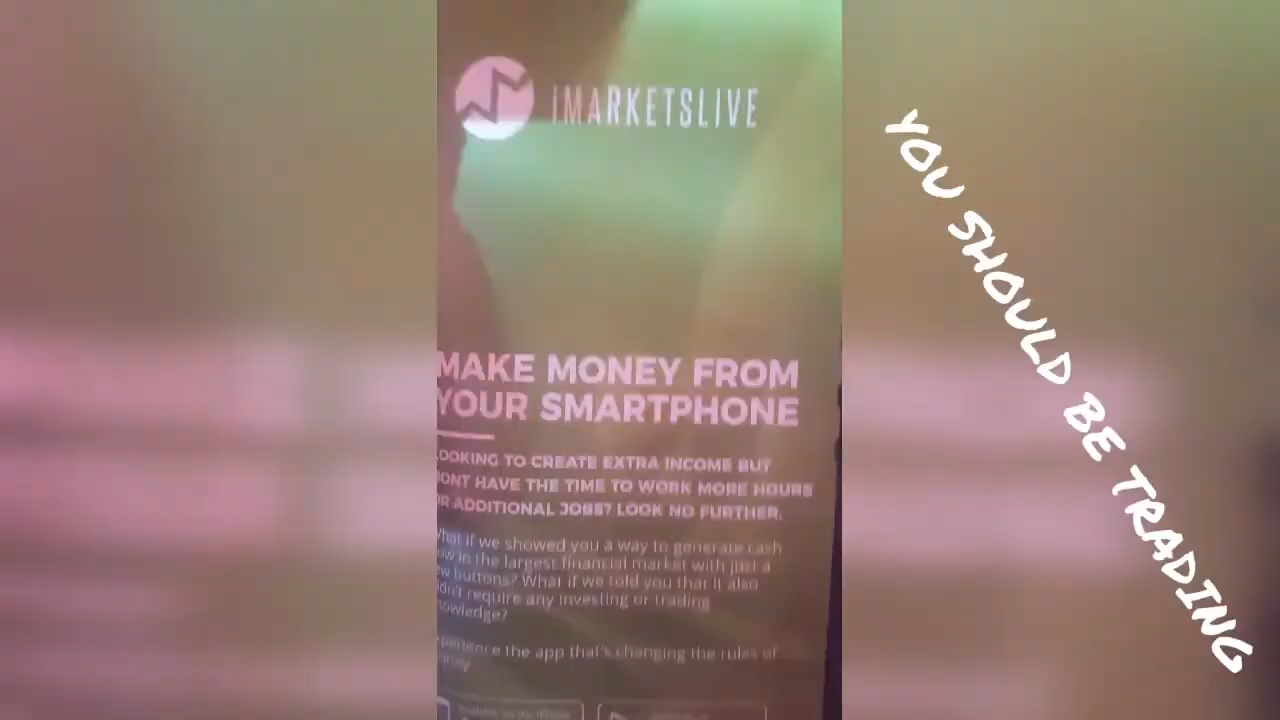 iMARKETSLIVE
MAKE MONEY FROM
YOUR SMARTPHONE
LOOKING TO CREATE EXTRA INCOME BUT
DONT HAVE THE TIME TO WORK MORE HOURS
OR ADDITIONAL JOBS? LOOK NO FURTHER.
What if we showed you a way to generate cash
in the largest financial market with just a
buttons? What if we told you that it also
require any investing or trading
the app that's changing the rules of
YOU SHOULD BE TRADING